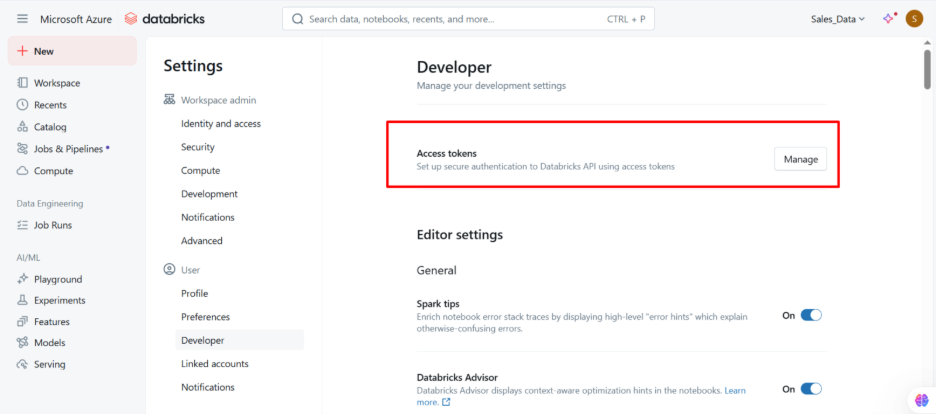 Microsoft Azure databricks
Search data, notebooks, recents, and more... CTRL + P
Sales_Data
S
New
Workspace
Recents
Catalog
Jobs & Pipelines
Compute
Data Engineering
Job Runs
AI/ML
Playground
Experiments
Features
Models
Serving
Settings
Workspace admin
Identity and access
Security
Compute
Development
Notifications
Advanced
User
Profile
Preferences
Developer
Linked accounts
Notifications
Developer
Manage your development settings
Access tokens
Set up secure authentication to Databricks API using access tokens
Manage
Editor settings
General
Spark tips
Enrich notebook error stack traces by displaying high-level "error hints" which explain
otherwise-confusing errors.
On
Databricks Advisor
Databricks Advisor displays context-aware optimization hints in the notebooks. Learn
more.
On